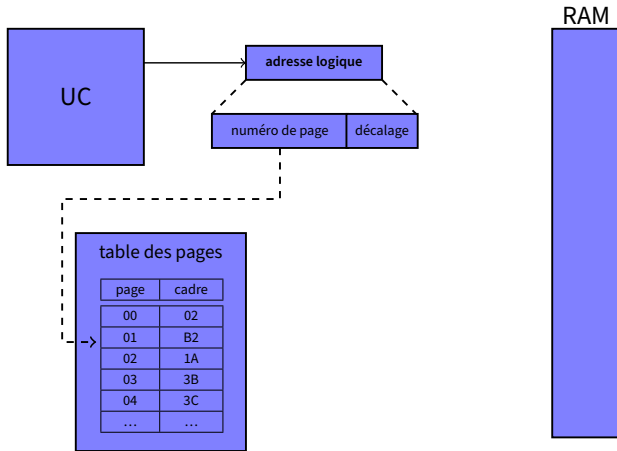 RAM
UC
adresse logique
numéro de page décalage
table des pages
page cadre
00 02
01 B2
02 1A
03 3B
04 3C
... ...